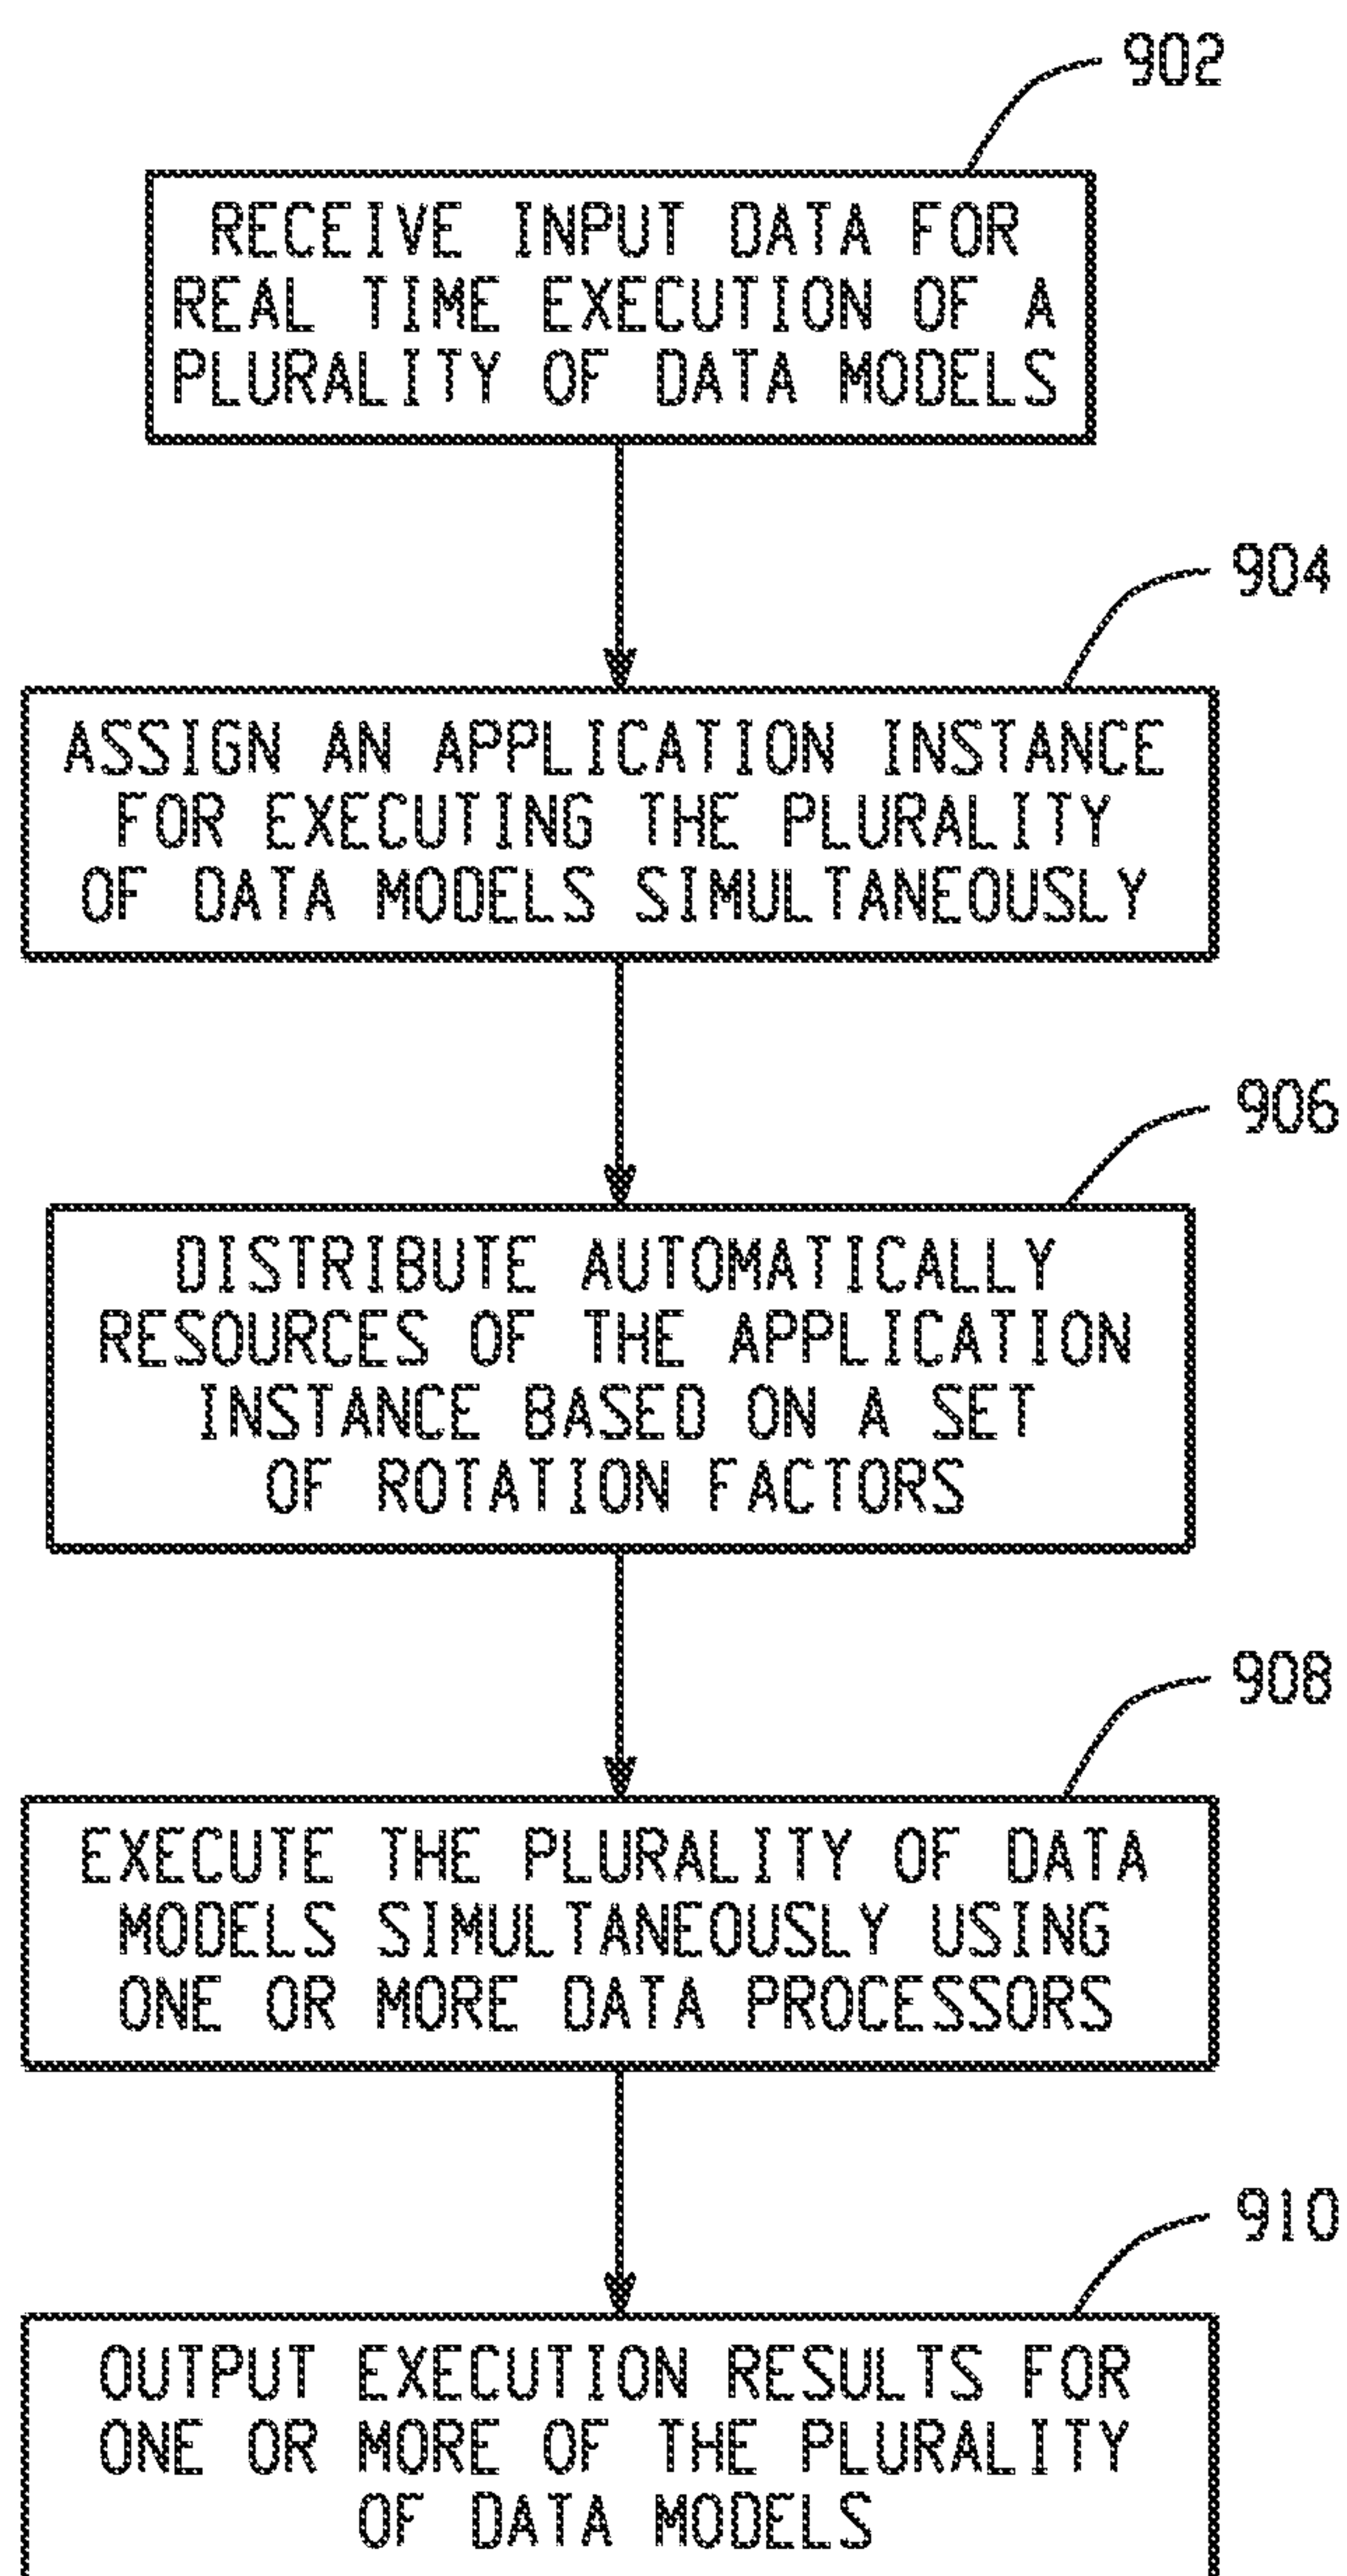 902
RECEIVE INPUT DATA FOR
REAL TIME EXECUTION OF A
PLURALITY OF DATA MODELS
904
ASSIGN AN APPLICATION INSTANCE
FOR EXECUTING THE PLURALITY
OF DATA MODELS SIMULTANEOUSLY
906
DISTRIBUTE AUTOMATICALLY
RESOURCES OF THE APPLICATION
INSTANCE BASED ON A SET
OF ROTATION FACTORS
908
EXECUTE THE PLURALITY OF DATA
MODELS SIMULTANEOUSLY USING
ONE OR MORE DATA PROCESSORS
910
OUTPUT EXECUTION RESULTS FOR
ONE OR MORE OF THE PLURALITY
OF DATA MODELS